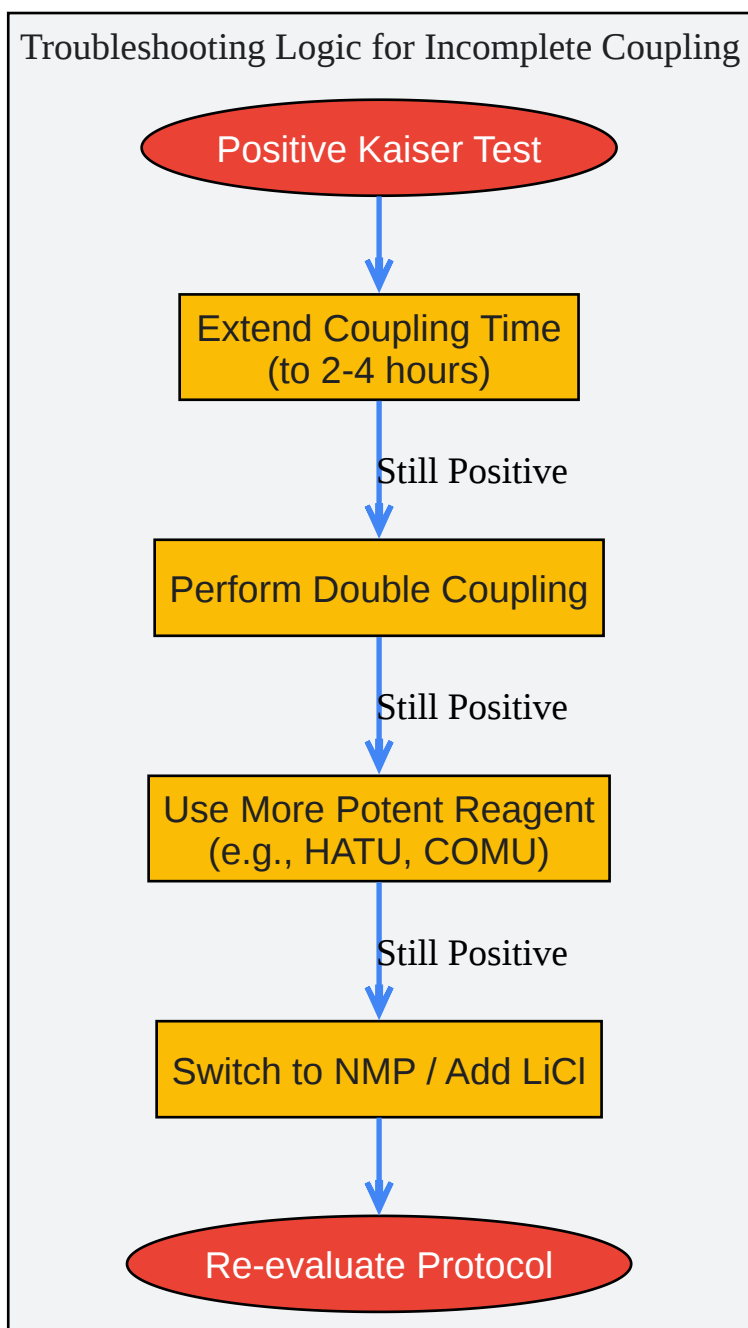 Troubleshooting Logic for Incomplete Coupling
Positive Kaiser Test
Extend Coupling Time
(to 2-4 hours)
Still Positive
Perform Double Coupling
Still Positive
Use More Potent Reagent
(e.g., HATU, COMU)
Still Positive
Switch to NMP / Add LiCl
Re-evaluate Protocol